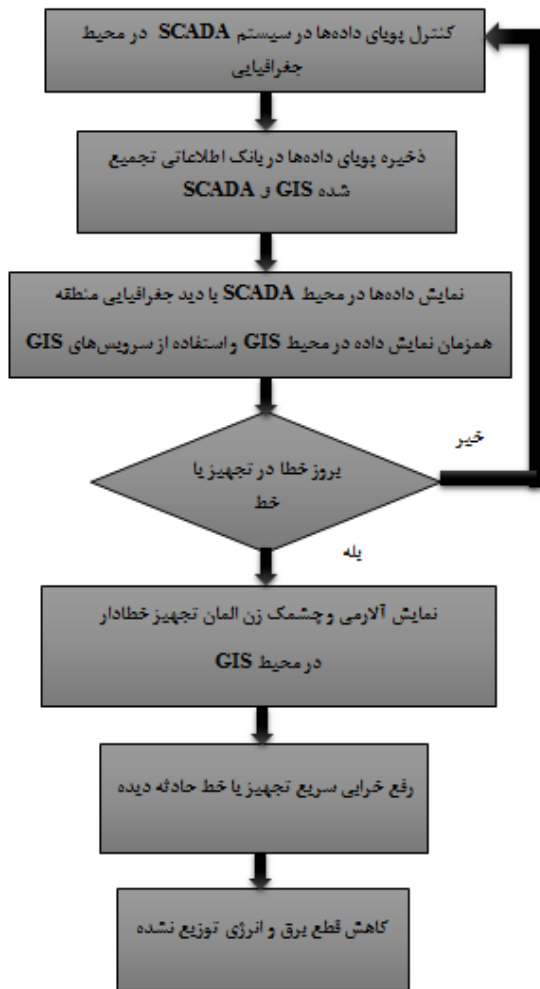 کنترل پویای داده‌ها در سیستم SCADA در محیط
جغرافیایی
ذخیره پویای داده‌ها در بانک اطلاعاتی تجمیع
شده GIS و SCADA
نمایش داده‌ها در محیط SCADA با دید جغرافیایی منطقه
همزمان نمایش داده در محیط GIS و استفاده از سرویس‌های GIS
بروز خطا در تجهیز یا
خط
خیر
بله
نمایش آلارمی و چشمک زن المان تجهیز خطادار
در محیط GIS
رفع خرابی سریع تجهیز یا خط حادثه دیده
کاهش قطع برق و انرژی توزیع نشده